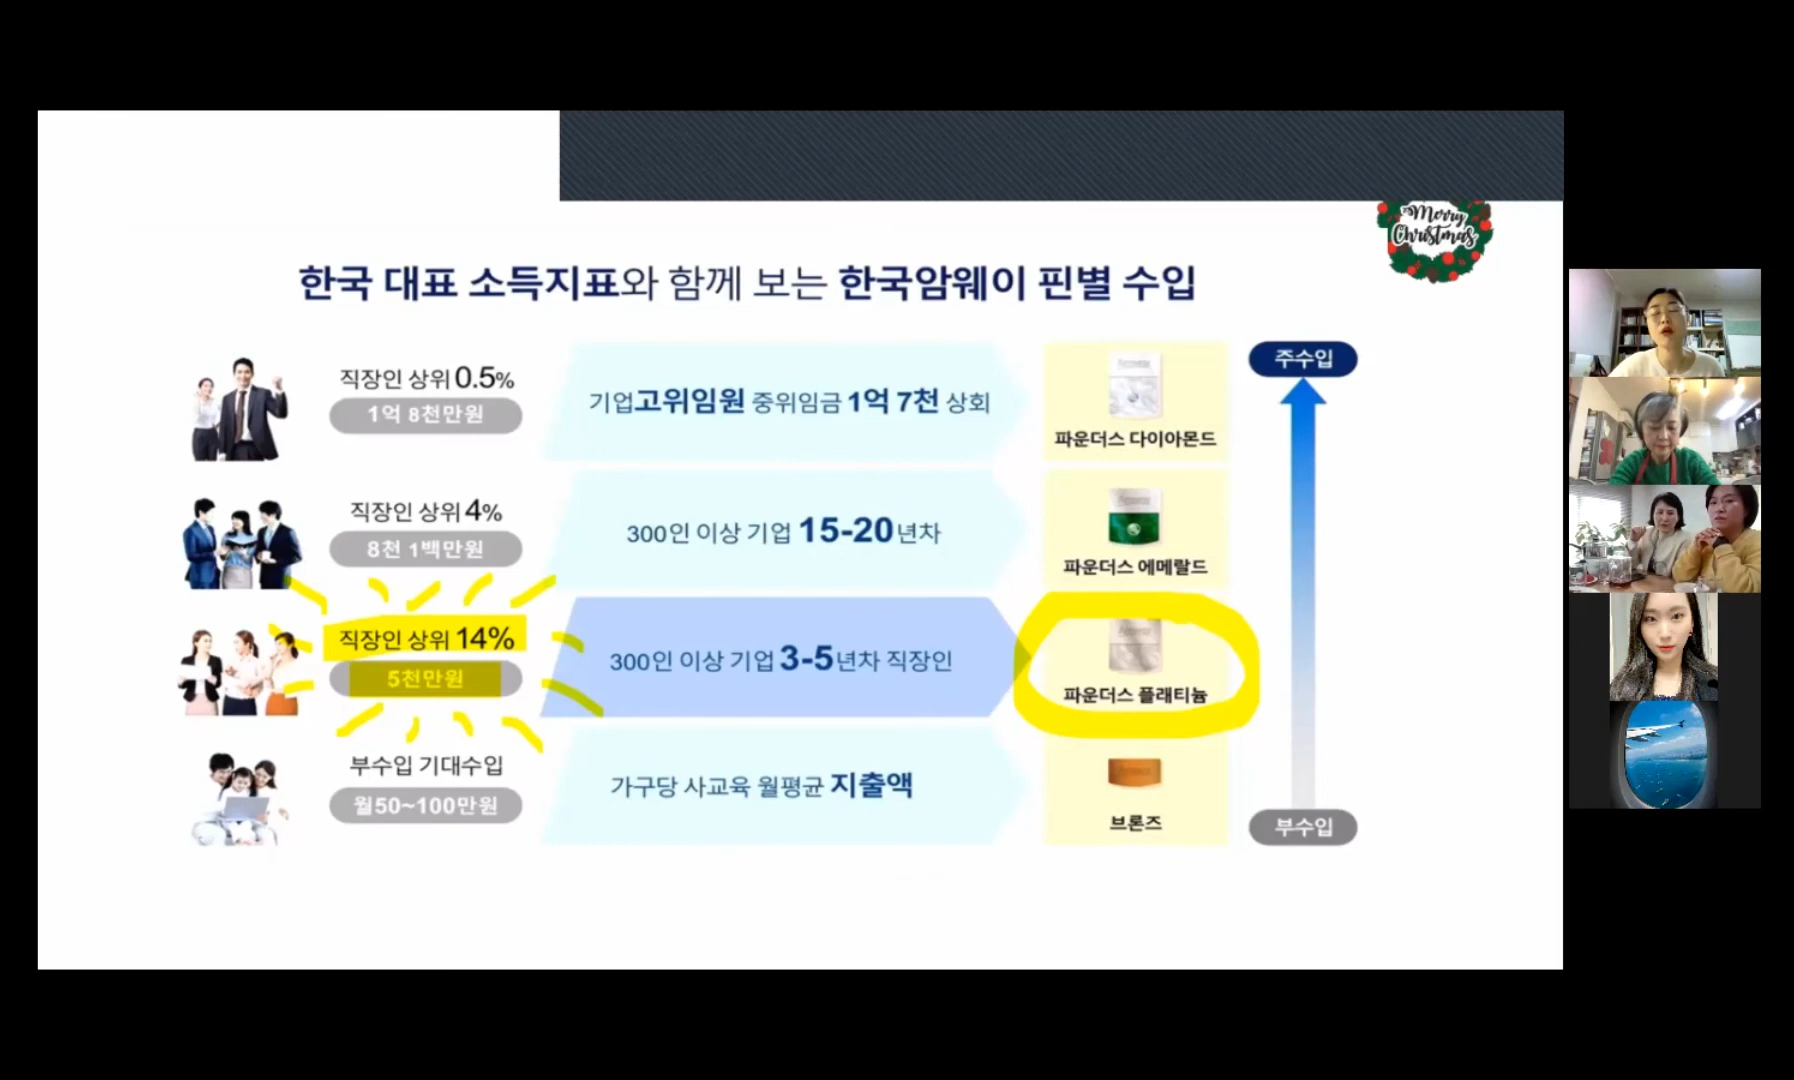 Merry
Christmas
한국 대표 소득지표와 함께 보는 한국암웨이 핀별 수입
직장인 상위 0.5%
1억 8천만원
기업고위임원 중위임금 1억 7천 상회
파운더스 다이아몬드
주수입
직장인 상위 4%
8천 1백만원
300인 이상 기업 15-20년차
파운더스 에메랄드
직장인 상위 14%
5천만원
300인 이상 기업 3-5년차 직장인
파운더스 플래티늄
부수입 기대수입
월50~100만원
가구당 사교육 월평균 지출액
브론즈
부수입